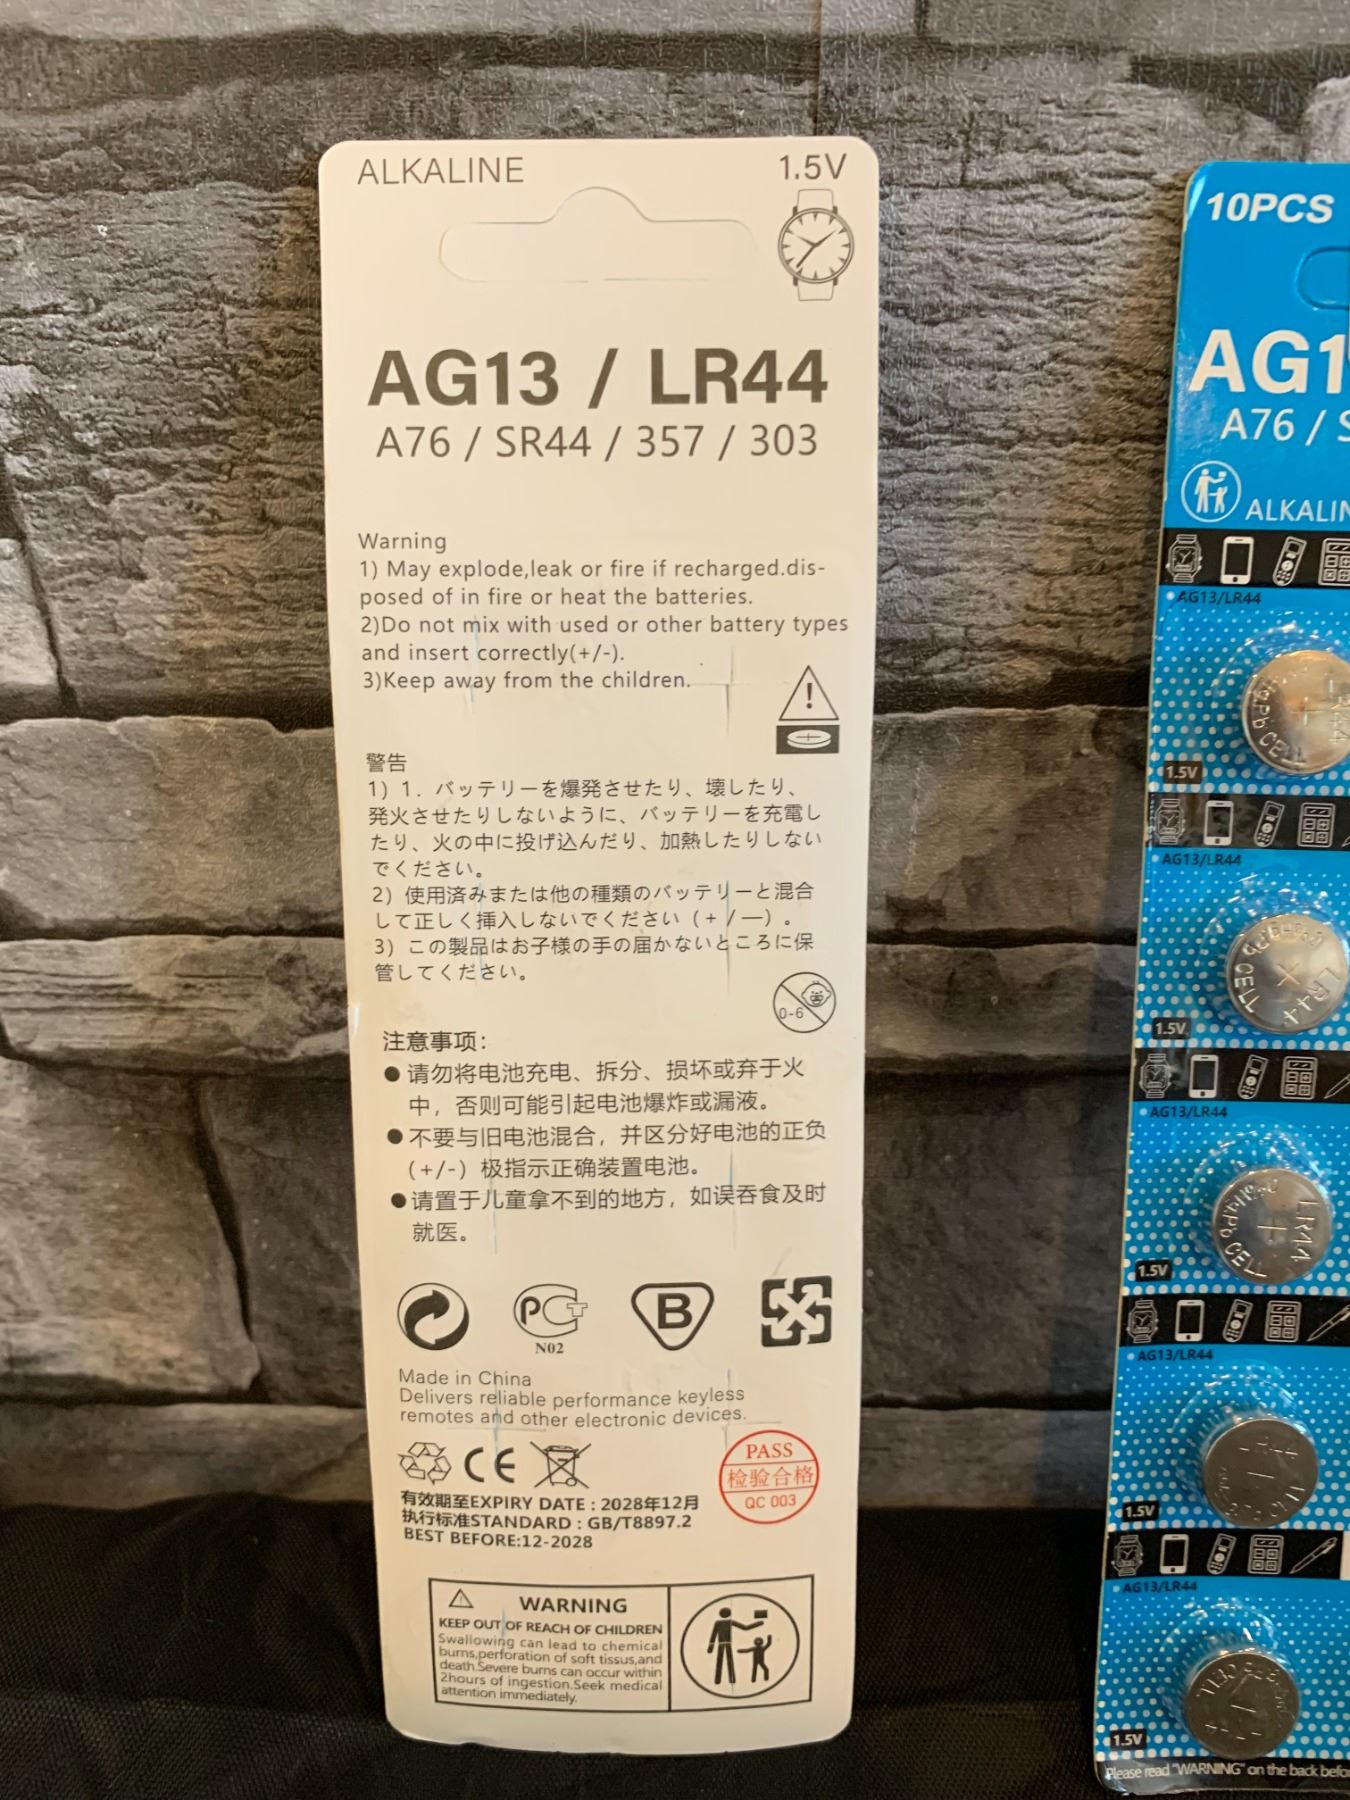 ALKALINE 1.5V
AG13 / LR44
A76 / SR44 / 357 / 303
Warning
1) May explode,leak or fire if recharged.dis-
posed of in fire or heat the batteries.
2)Do not mix with used or other battery types
and insert correctly(+/-).
3)Keep away from the children.
警告
1) 1. バッテリーを爆発させたり、壊したり、
発火させたりしないように、バッテリーを充電し
たり、火の中に投げ込んだり、加熱したりしない
でください。
2) 使用済みまたは他の種類のバッテリーと混合
して正しく挿入しないでください（+ /—）。
3) この製品はお子様の手の届かないところに保
管してください。
0-6
注意事项：
●请勿将电池充电、拆分、损坏或弃于火
中，否则可能引起电池爆炸或漏液。
●不要与旧电池混合，并区分好电池的正负
(+/-）极指示正确装置电池。
●请置于儿童拿不到的地方，如误吞食及时
就医。
PCT
N02
B
Made in China
Delivers reliable performance keyless
remotes and other electronic devices.
CE
PASS
检验合格
QC 003
有效期至EXPIRY DATE : 2028年12月
执行标准STANDARD : GB/T8897.2
BEST BEFORE:12-2028
WARNING
KEEP OUT OF REACH OF CHILDREN
Swallowing can lead to chemical
burns,perforation of soft tissus,and
death.Severe burns can occur within
2hours of ingestion.Seek medical
attention immediately.
10PCS
AG1
A76 / S
ALKALIN
AG13/LR44
LR44
CELL
1.5V
AG13/LR44
LR44
CELL
1.5V
AG13/LR44
LR44
CELL
1.5V
AG13/LR44
LR44
1.5V
AG13/LR44
CELL
1.5V
Please read "WARNING" on the back befo